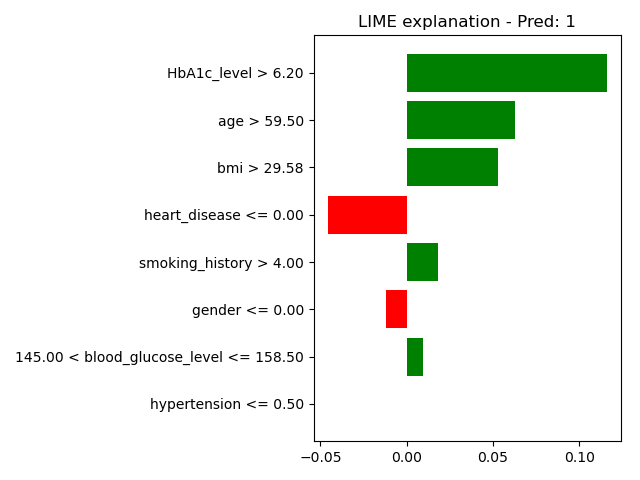 LIME explanation - Pred: 1
HbA1c_level > 6.20
age > 59.50
bmi > 29.58
heart_disease <= 0.00
smoking_history > 4.00
gender <= 0.00
145.00 < blood_glucose_level <= 158.50
hypertension <= 0.50
−0.05 0.00 0.05 0.10